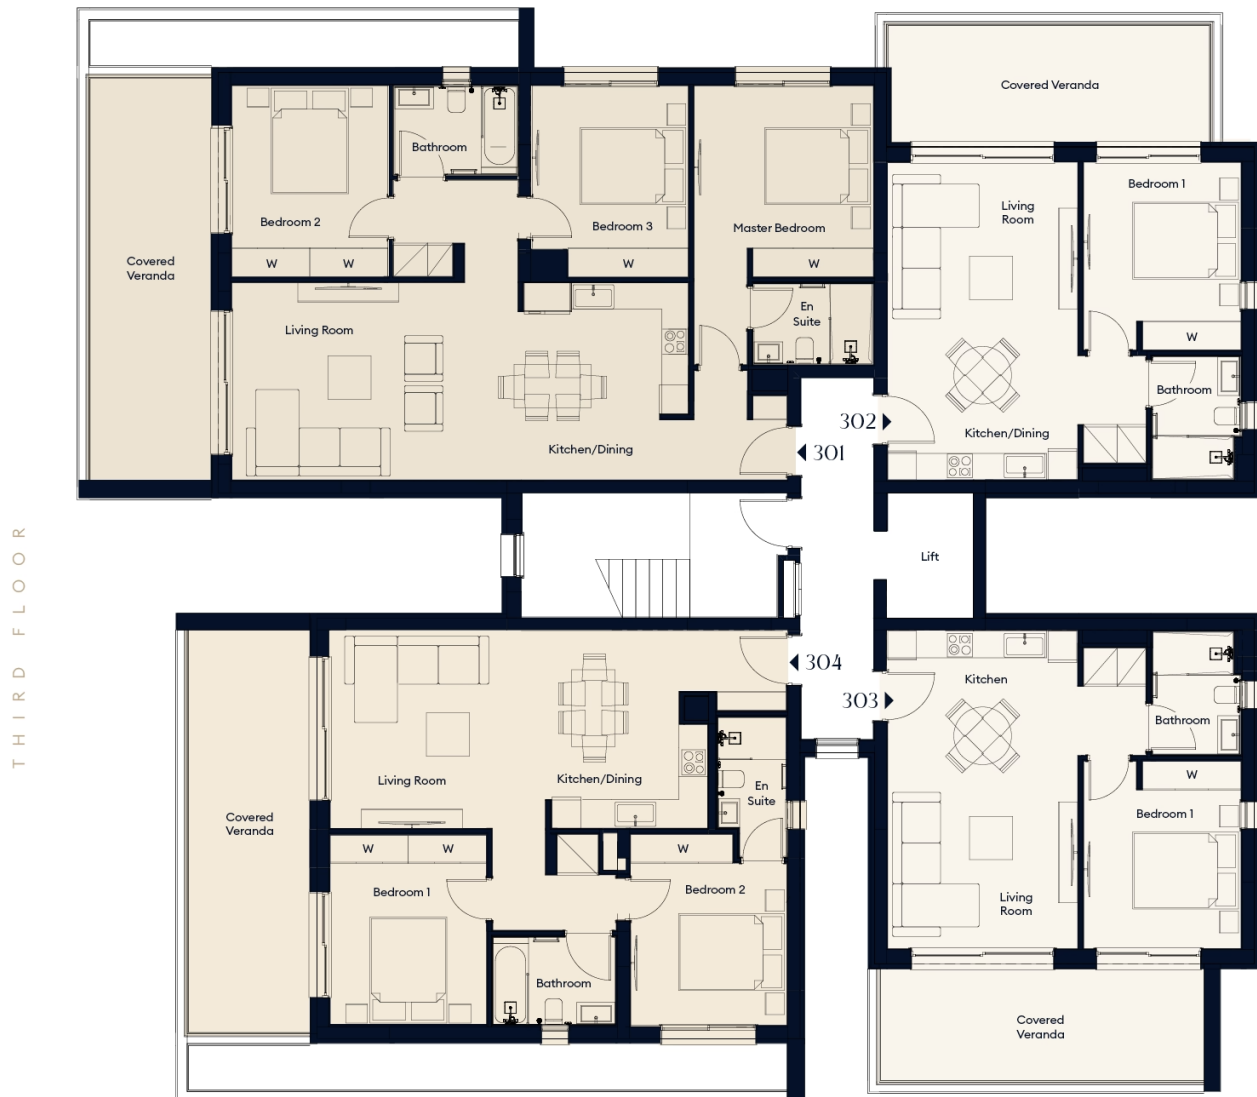 THIRD FLOOR
Covered
Veranda
Bedroom 2
W
W
Bathroom
Bedroom 3
W
Master Bedroom
W
En
Suite
Living Room
Kitchen/Dining
301
Covered Veranda
Living
Room
Bedroom 1
W
Bathroom
Kitchen/Dining
302
Lift
304
303
Living Room
Kitchen/Dining
En
Suite
Covered
Veranda
W
W
W
Bedroom 1
Bedroom 2
Bathroom
Kitchen
Bathroom
W
Bedroom 1
Living
Room
Covered
Veranda